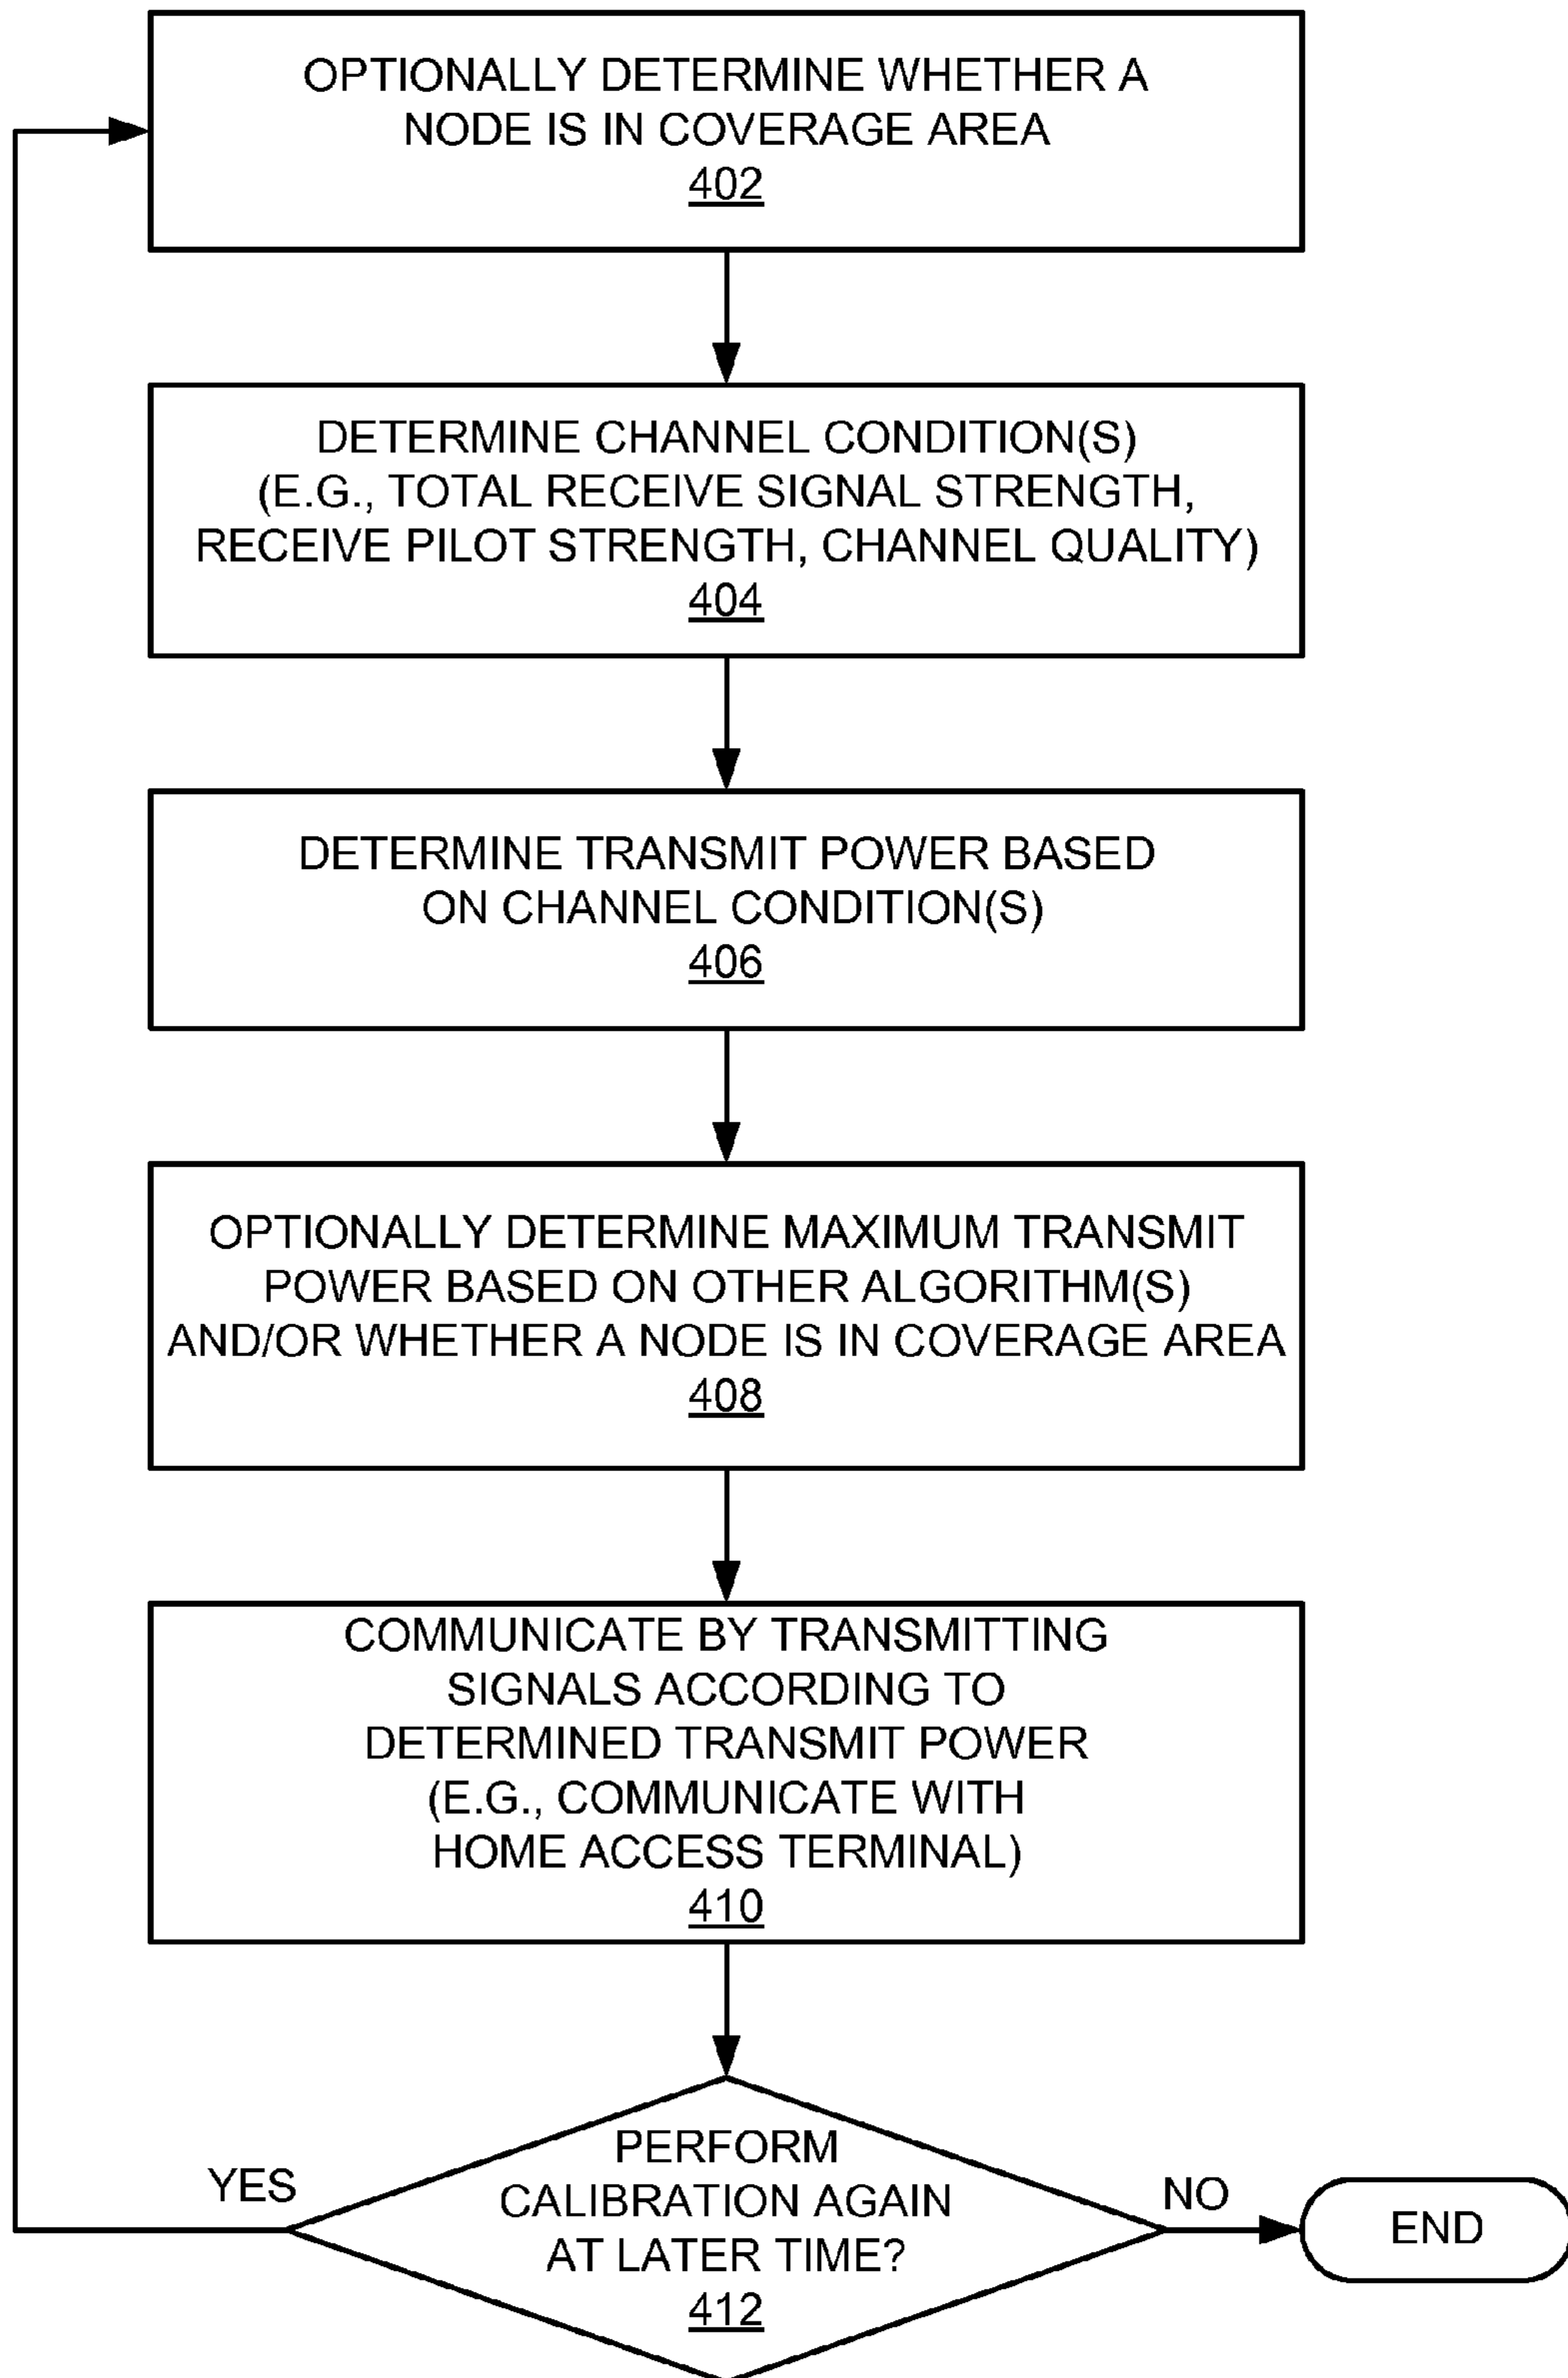 OPTIONALLY DETERMINE WHETHER A
NODE IS IN COVERAGE AREA
402
DETERMINE CHANNEL CONDITION(S)
(E.G., TOTAL RECEIVE SIGNAL STRENGTH,
RECEIVE PILOT STRENGTH, CHANNEL QUALITY)
404
DETERMINE TRANSMIT POWER BASED
ON CHANNEL CONDITION(S)
406
OPTIONALLY DETERMINE MAXIMUM TRANSMIT
POWER BASED ON OTHER ALGORITHM(S)
AND/OR WHETHER A NODE IS IN COVERAGE AREA
408
COMMUNICATE BY TRANSMITTING
SIGNALS ACCORDING TO
DETERMINED TRANSMIT POWER
(E.G., COMMUNICATE WITH
HOME ACCESS TERMINAL)
410
PERFORM
CALIBRATION AGAIN
AT LATER TIME?
412
YES
NO
END